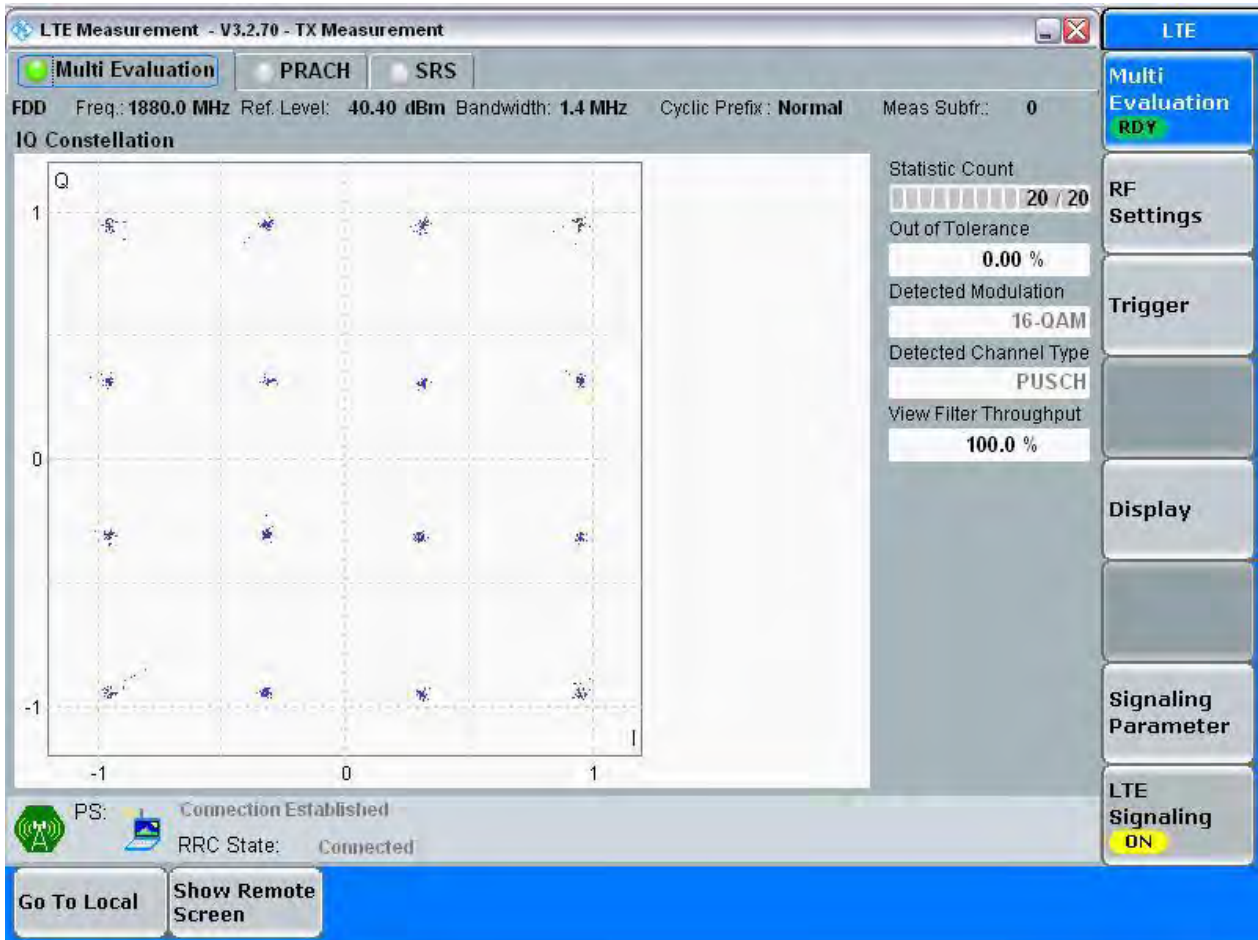 LTE Measurement - V3.2.70 - TX Measurement
LTE
Multi Evaluation PRACH SRS
Multi
Evaluation
RDY
FDD Freq.: 1880.0 MHz Ref. Level: 40.40 dBm Bandwidth: 1.4 MHz Cyclic Prefix : Normal Meas Subfr.: 0
IQ Constellation
Q
1
0
-1
I
-1 0 1
Statistic Count
20 / 20
Out of Tolerance
0.00 %
Detected Modulation
16-QAM
Detected Channel Type
PUSCH
View Filter Throughput
100.0 %
RF
Settings
Trigger
Display
Signaling
Parameter
LTE
Signaling
ON
PS: Connection Established
RRC State: Connected
Go To Local
Show Remote
Screen